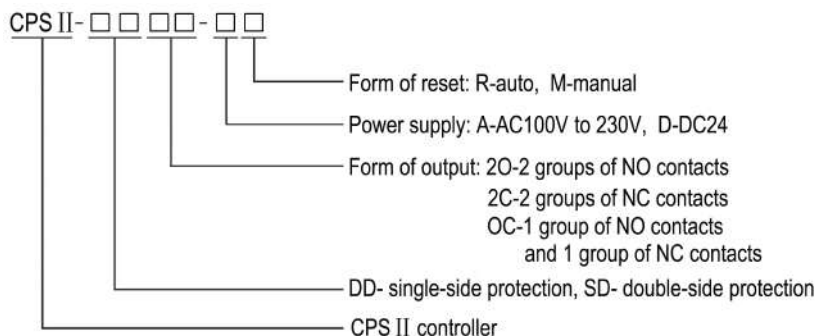 CPS II-□□ □□-□ □
Form of reset: R-auto, M-manual
Power supply: A-AC100V to 230V, D-DC24
Form of output: 2O-2 groups of NO contacts
2C-2 groups of NC contacts
OC-1 group of NO contacts
and 1 group of NC contacts
DD- single-side protection, SD- double-side protection
CPS II controller